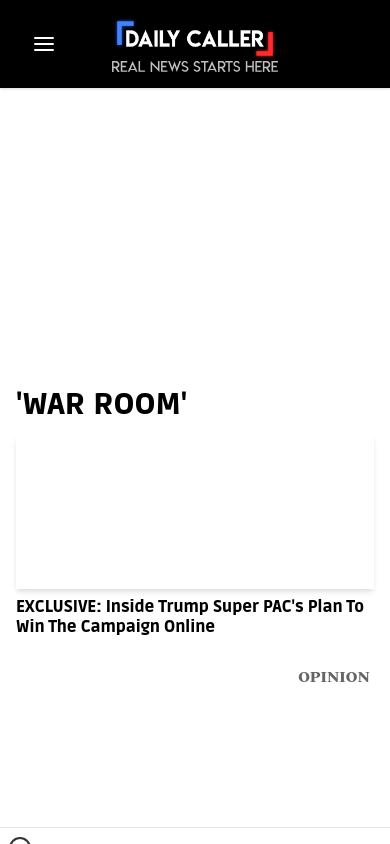 DAILY CALLER
REAL NEWS STARTS HERE
'WAR ROOM'
EXCLUSIVE: Inside Trump Super PAC's Plan To
Win The Campaign Online
OPINION